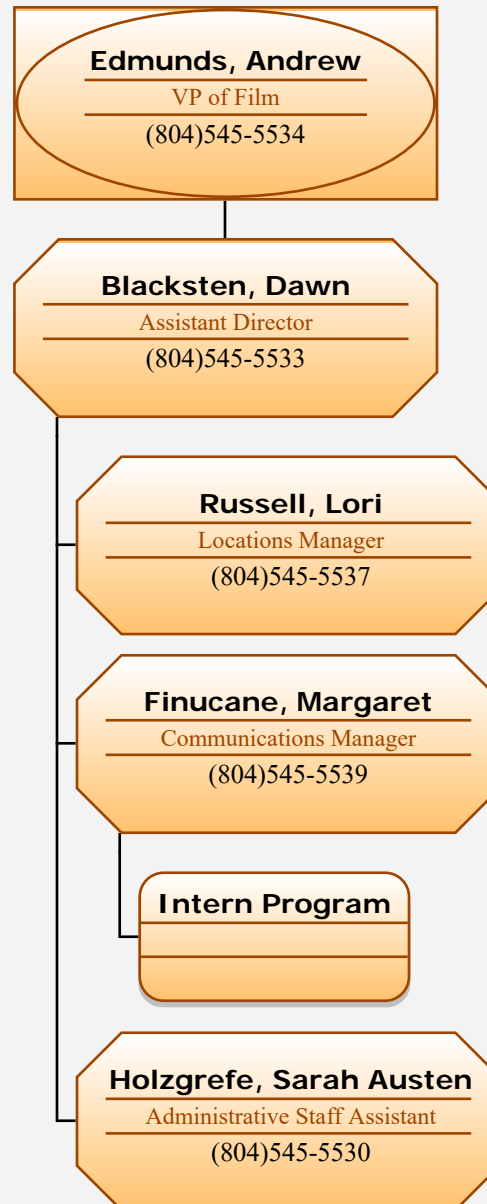 Edmunds, Andrew
VP of Film
(804)545-5534
Blacksten, Dawn
Assistant Director
(804)545-5533
Russell, Lori
Locations Manager
(804)545-5537
Finucane, Margaret
Communications Manager
(804)545-5539
Intern Program
Holzgrefe, Sarah Austen
Administrative Staff Assistant
(804)545-5530